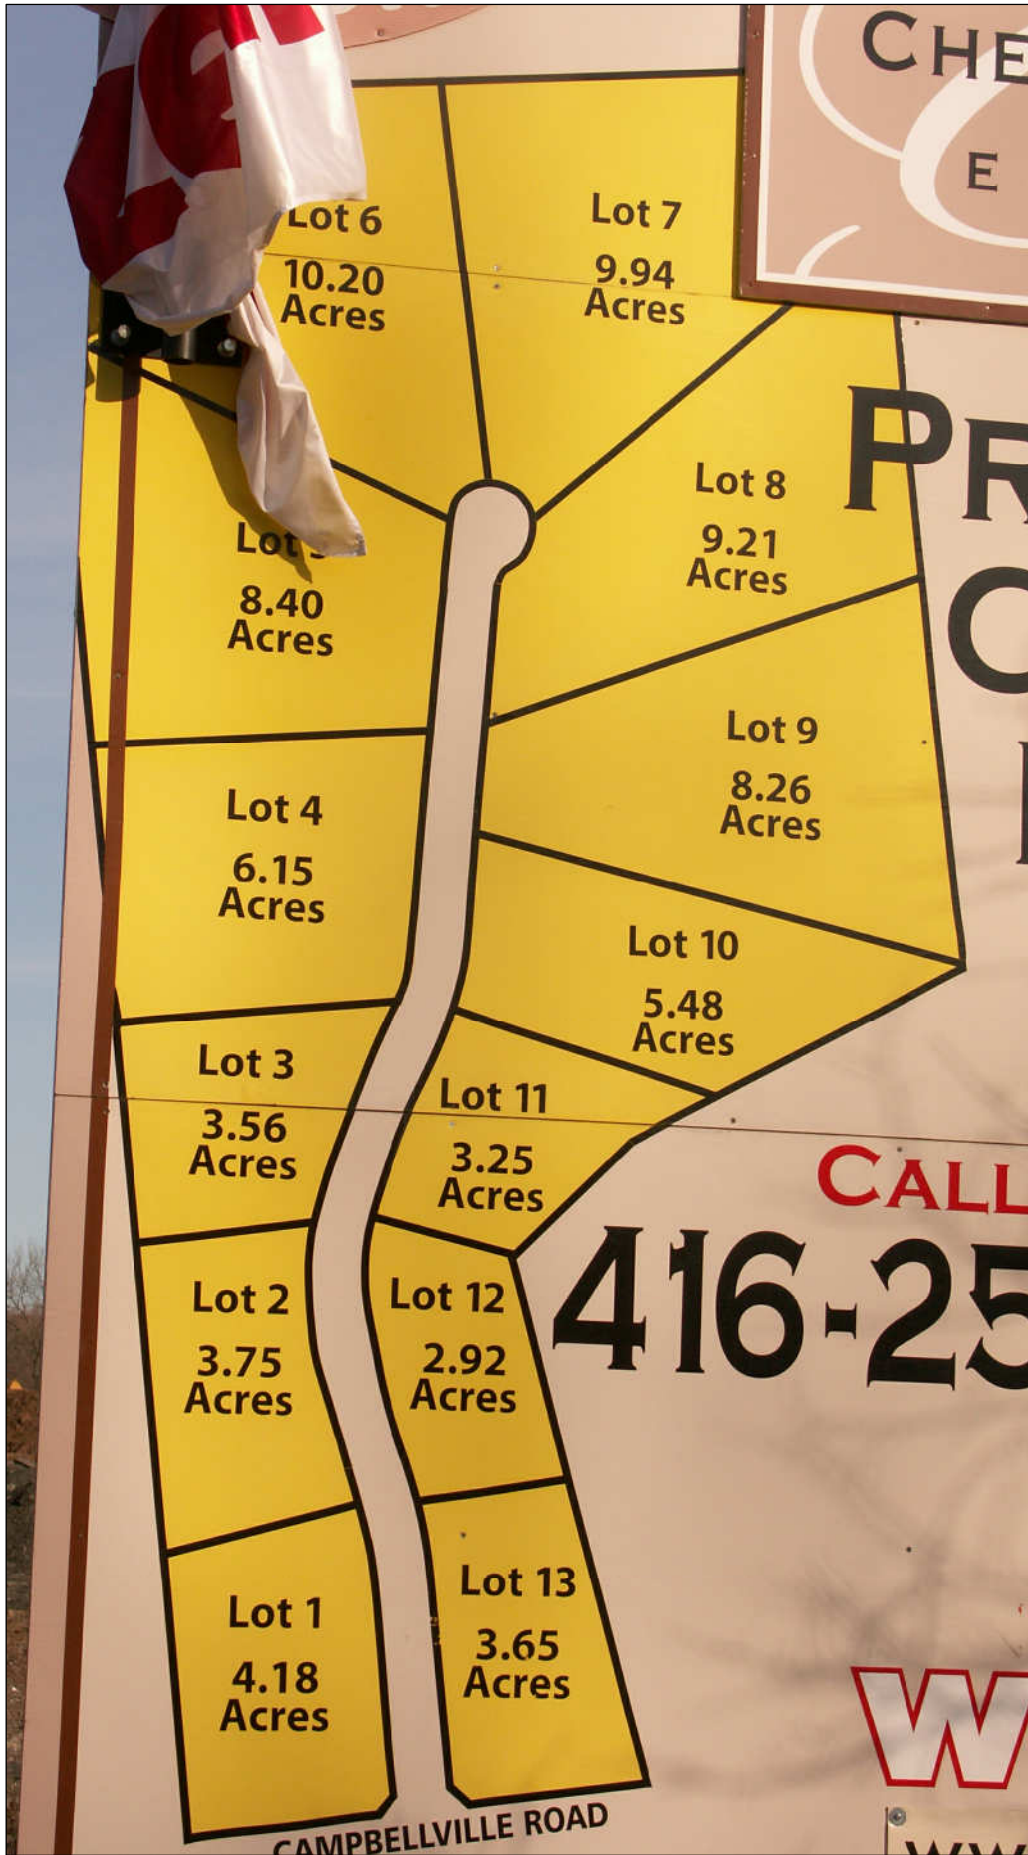 CHE
E
Lot 6
10.20
Acres
Lot 7
9.94
Acres
PR
Lot 8
9.21
Acres
Lot 5
8.40
Acres
Lot 9
8.26
Acres
Lot 4
6.15
Acres
Lot 10
5.48
Acres
Lot 3
3.56
Acres
Lot 11
3.25
Acres
CALL
416-25
Lot 2
3.75
Acres
Lot 12
2.92
Acres
Lot 1
4.18
Acres
Lot 13
3.65
Acres
W
CAMPBELLVILLE ROAD